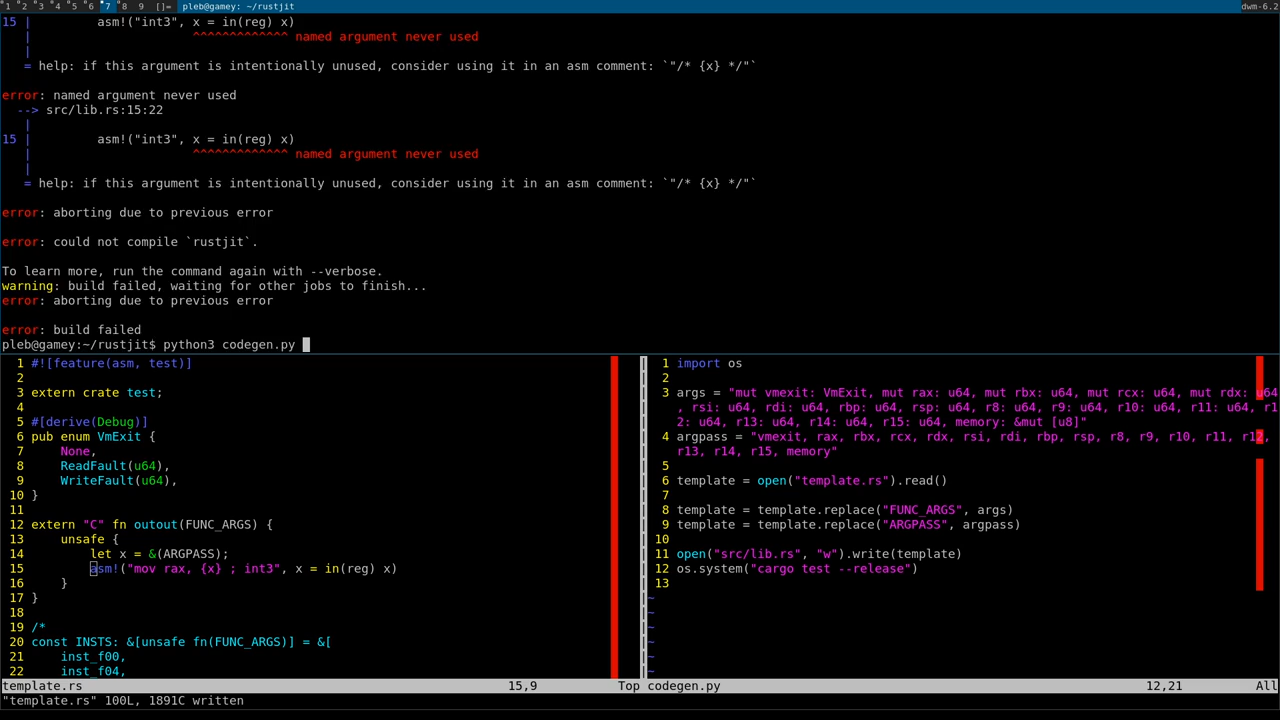 1 2 3 4 5 6 7 8 9 []= pleb@gamey: ~/rustjit dwm-6.2
15 | asm!("int3", x = in(reg) x)
| ^^^^^^^^^^^^^ named argument never used
|
= help: if this argument is intentionally unused, consider using it in an asm comment: `"/* {x} */"`
error: named argument never used
--> src/lib.rs:15:22
|
15 | asm!("int3", x = in(reg) x)
| ^^^^^^^^^^^^^ named argument never used
|
= help: if this argument is intentionally unused, consider using it in an asm comment: `"/* {x} */"`
error: aborting due to previous error
error: could not compile `rustjit`.
To learn more, run the command again with --verbose.
warning: build failed, waiting for other jobs to finish...
error: aborting due to previous error
error: build failed
pleb@gamey:~/rustjit$ python3 codegen.py
1 #![feature(asm, test)]
2
3 extern crate test;
4
5 #[derive(Debug)]
6 pub enum VmExit {
7 None,
8 ReadFault(u64),
9 WriteFault(u64),
10 }
11
12 extern "C" fn outout(FUNC_ARGS) {
13 unsafe {
14 let x = &(ARGPASS);
15 asm!("mov rax, {x} ; int3", x = in(reg) x)
16 }
17 }
18
19 /*
20 const INSTS: &[unsafe fn(FUNC_ARGS)] = &[
21 inst_f00,
22 inst_f04,
template.rs 15,9 Top
"template.rs" 100L, 1891C written
1 import os
2
3 args = "mut vmexit: VmExit, mut rax: u64, mut rbx: u64, mut rcx: u64, mut rdx: u64
, rsi: u64, rdi: u64, rbp: u64, rsp: u64, r8: u64, r9: u64, r10: u64, r11: u64, r1
2: u64, r13: u64, r14: u64, r15: u64, memory: &mut [u8]"
4 argpass = "vmexit, rax, rbx, rcx, rdx, rsi, rdi, rbp, rsp, r8, r9, r10, r11, r12,
r13, r14, r15, memory"
5
6 template = open("template.rs").read()
7
8 template = template.replace("FUNC_ARGS", args)
9 template = template.replace("ARGPASS", argpass)
10
11 open("src/lib.rs", "w").write(template)
12 os.system("cargo test --release")
13
~
~
~
~
~
~
codegen.py 12,21 All